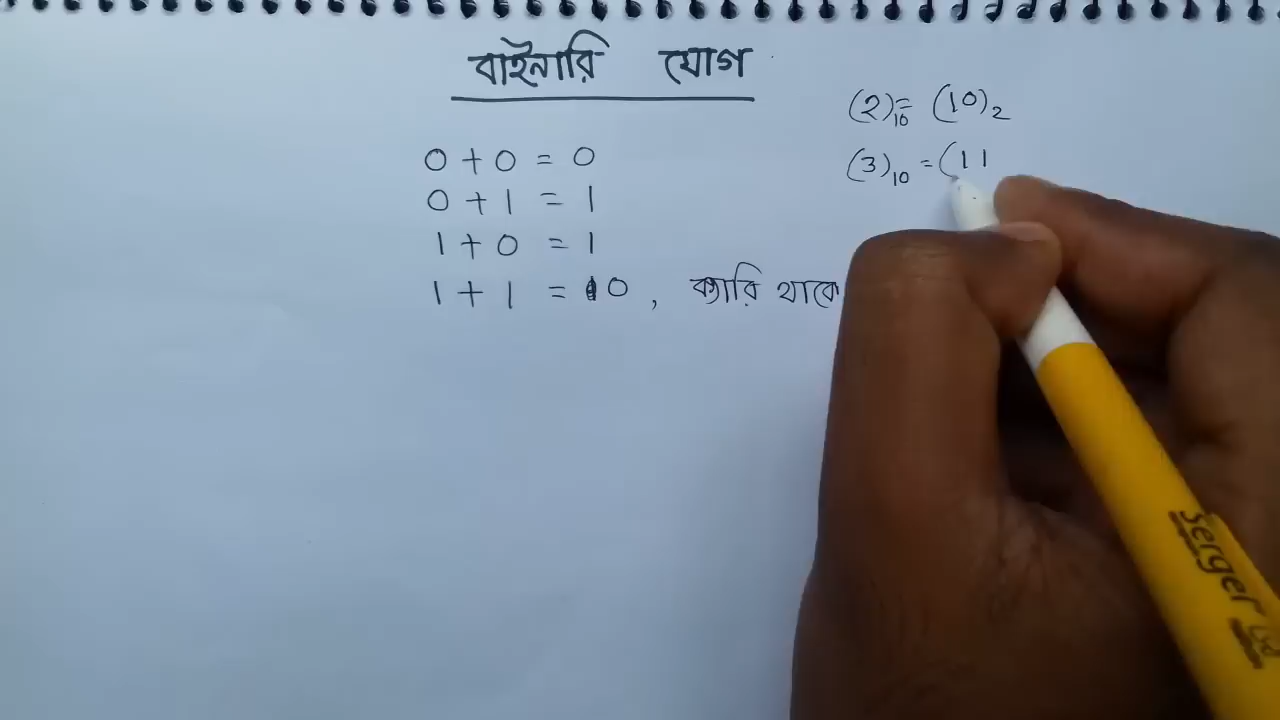 বাইনারি যোগ
0 + 0 = 0
0 + 1 = 1
1 + 0 = 1
1 + 1 = 10 , ক্যারি থাকে
(2)₁₀ = (10)₂
(3)₁₀ = (11
Serger